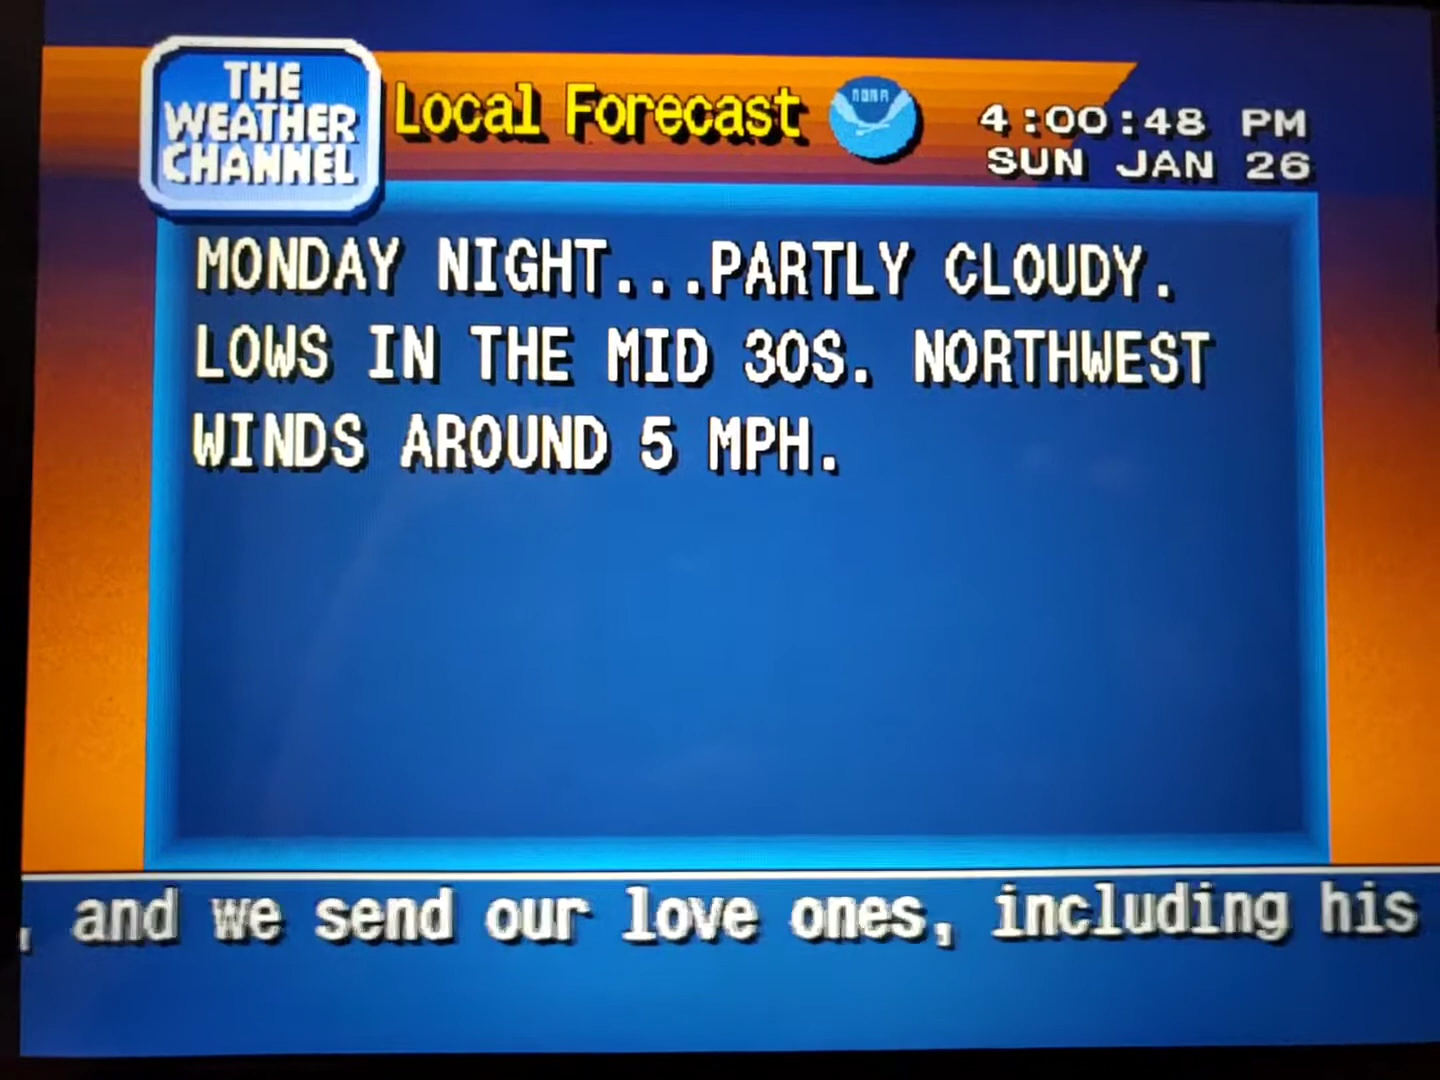 THE
WEATHER
CHANNEL
Local Forecast
NOAA
4:00:48 PM
SUN JAN 26
MONDAY NIGHT...PARTLY CLOUDY.
LOWS IN THE MID 30S. NORTHWEST
WINDS AROUND 5 MPH.
, and we send our love ones, including his